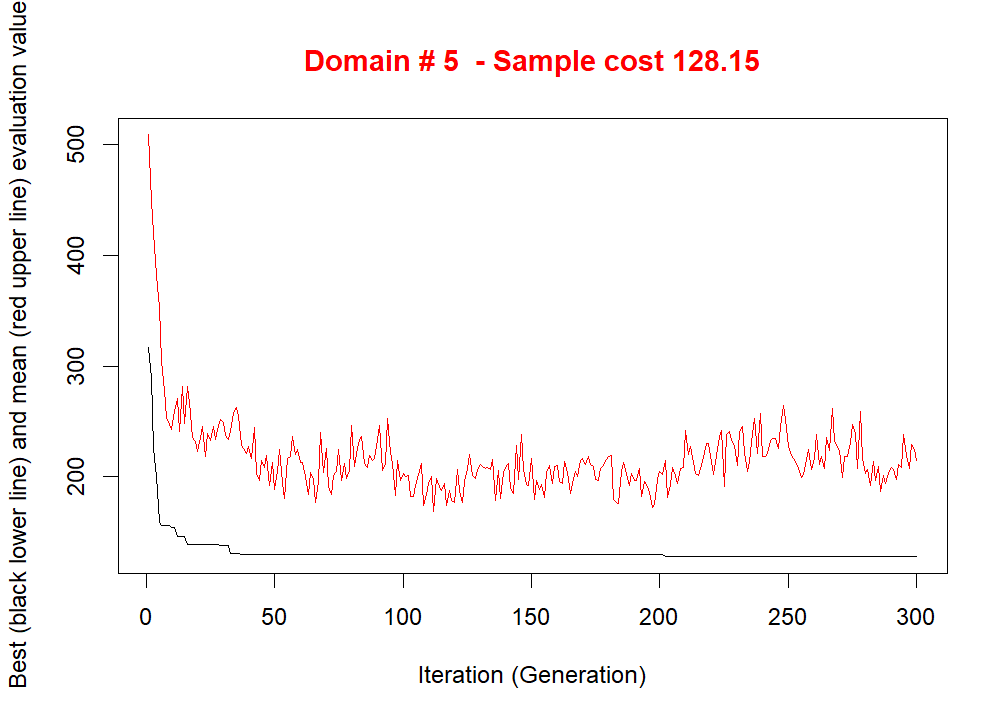 Domain # 5  - Sample cost 128.15
Best (black lower line) and mean (red upper line) evaluation value
500
400
300
200
0 50 100 150 200 250 300
Iteration (Generation)